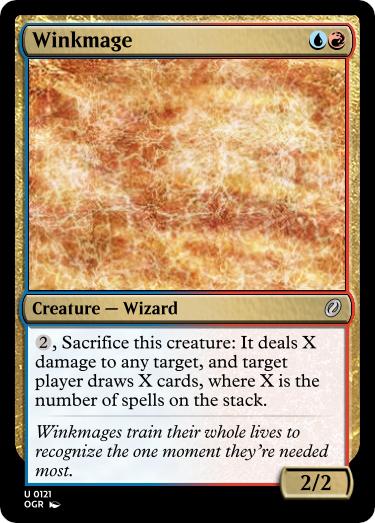 Winkmage
Creature — Wizard
2, Sacrifice this creature: It deals X
damage to any target, and target
player draws X cards, where X is the
number of spells on the stack.
Winkmages train their whole lives to
recognize the one moment they’re needed
most.
2/2
U 0121
OGR